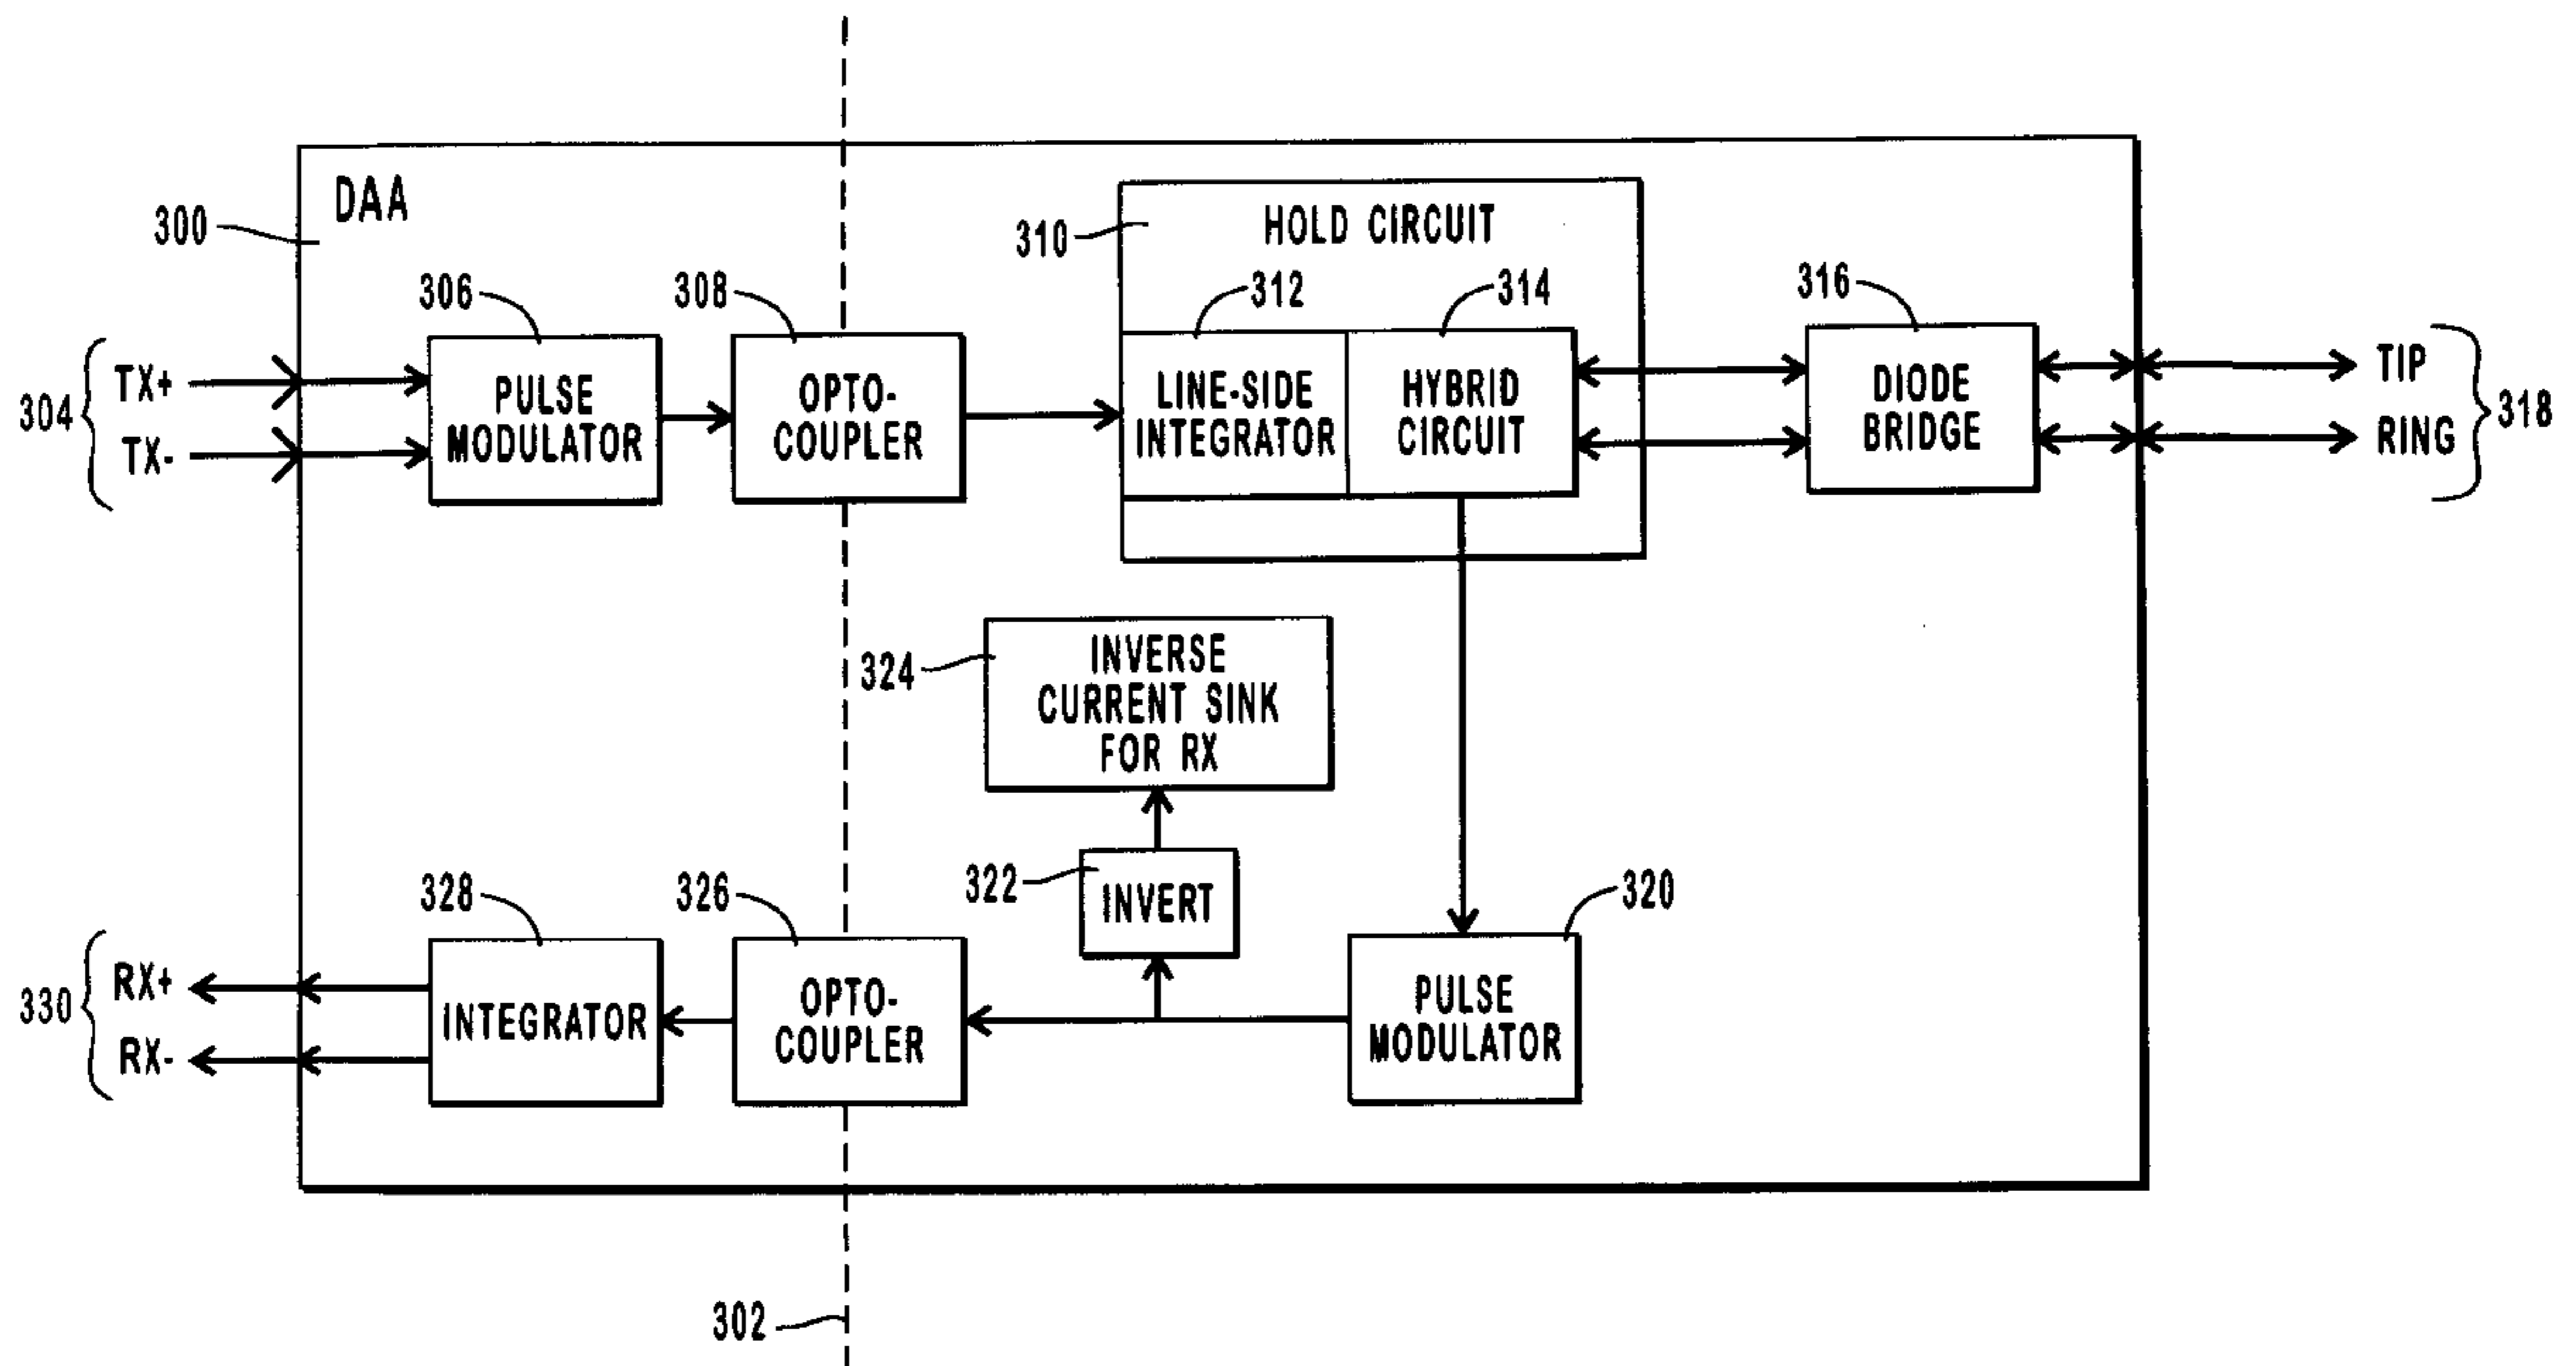 DAA
300
310
HOLD CIRCUIT
306
308
312
314
316
304
TX+
TX-
PULSE
MODULATOR
OPTO-
COUPLER
LINE-SIDE
INTEGRATOR
HYBRID
CIRCUIT
DIODE
BRIDGE
TIP
RING
318
324
INVERSE
CURRENT SINK
FOR RX
322
INVERT
328
326
320
330
RX+
RX-
INTEGRATOR
OPTO-
COUPLER
PULSE
MODULATOR
302